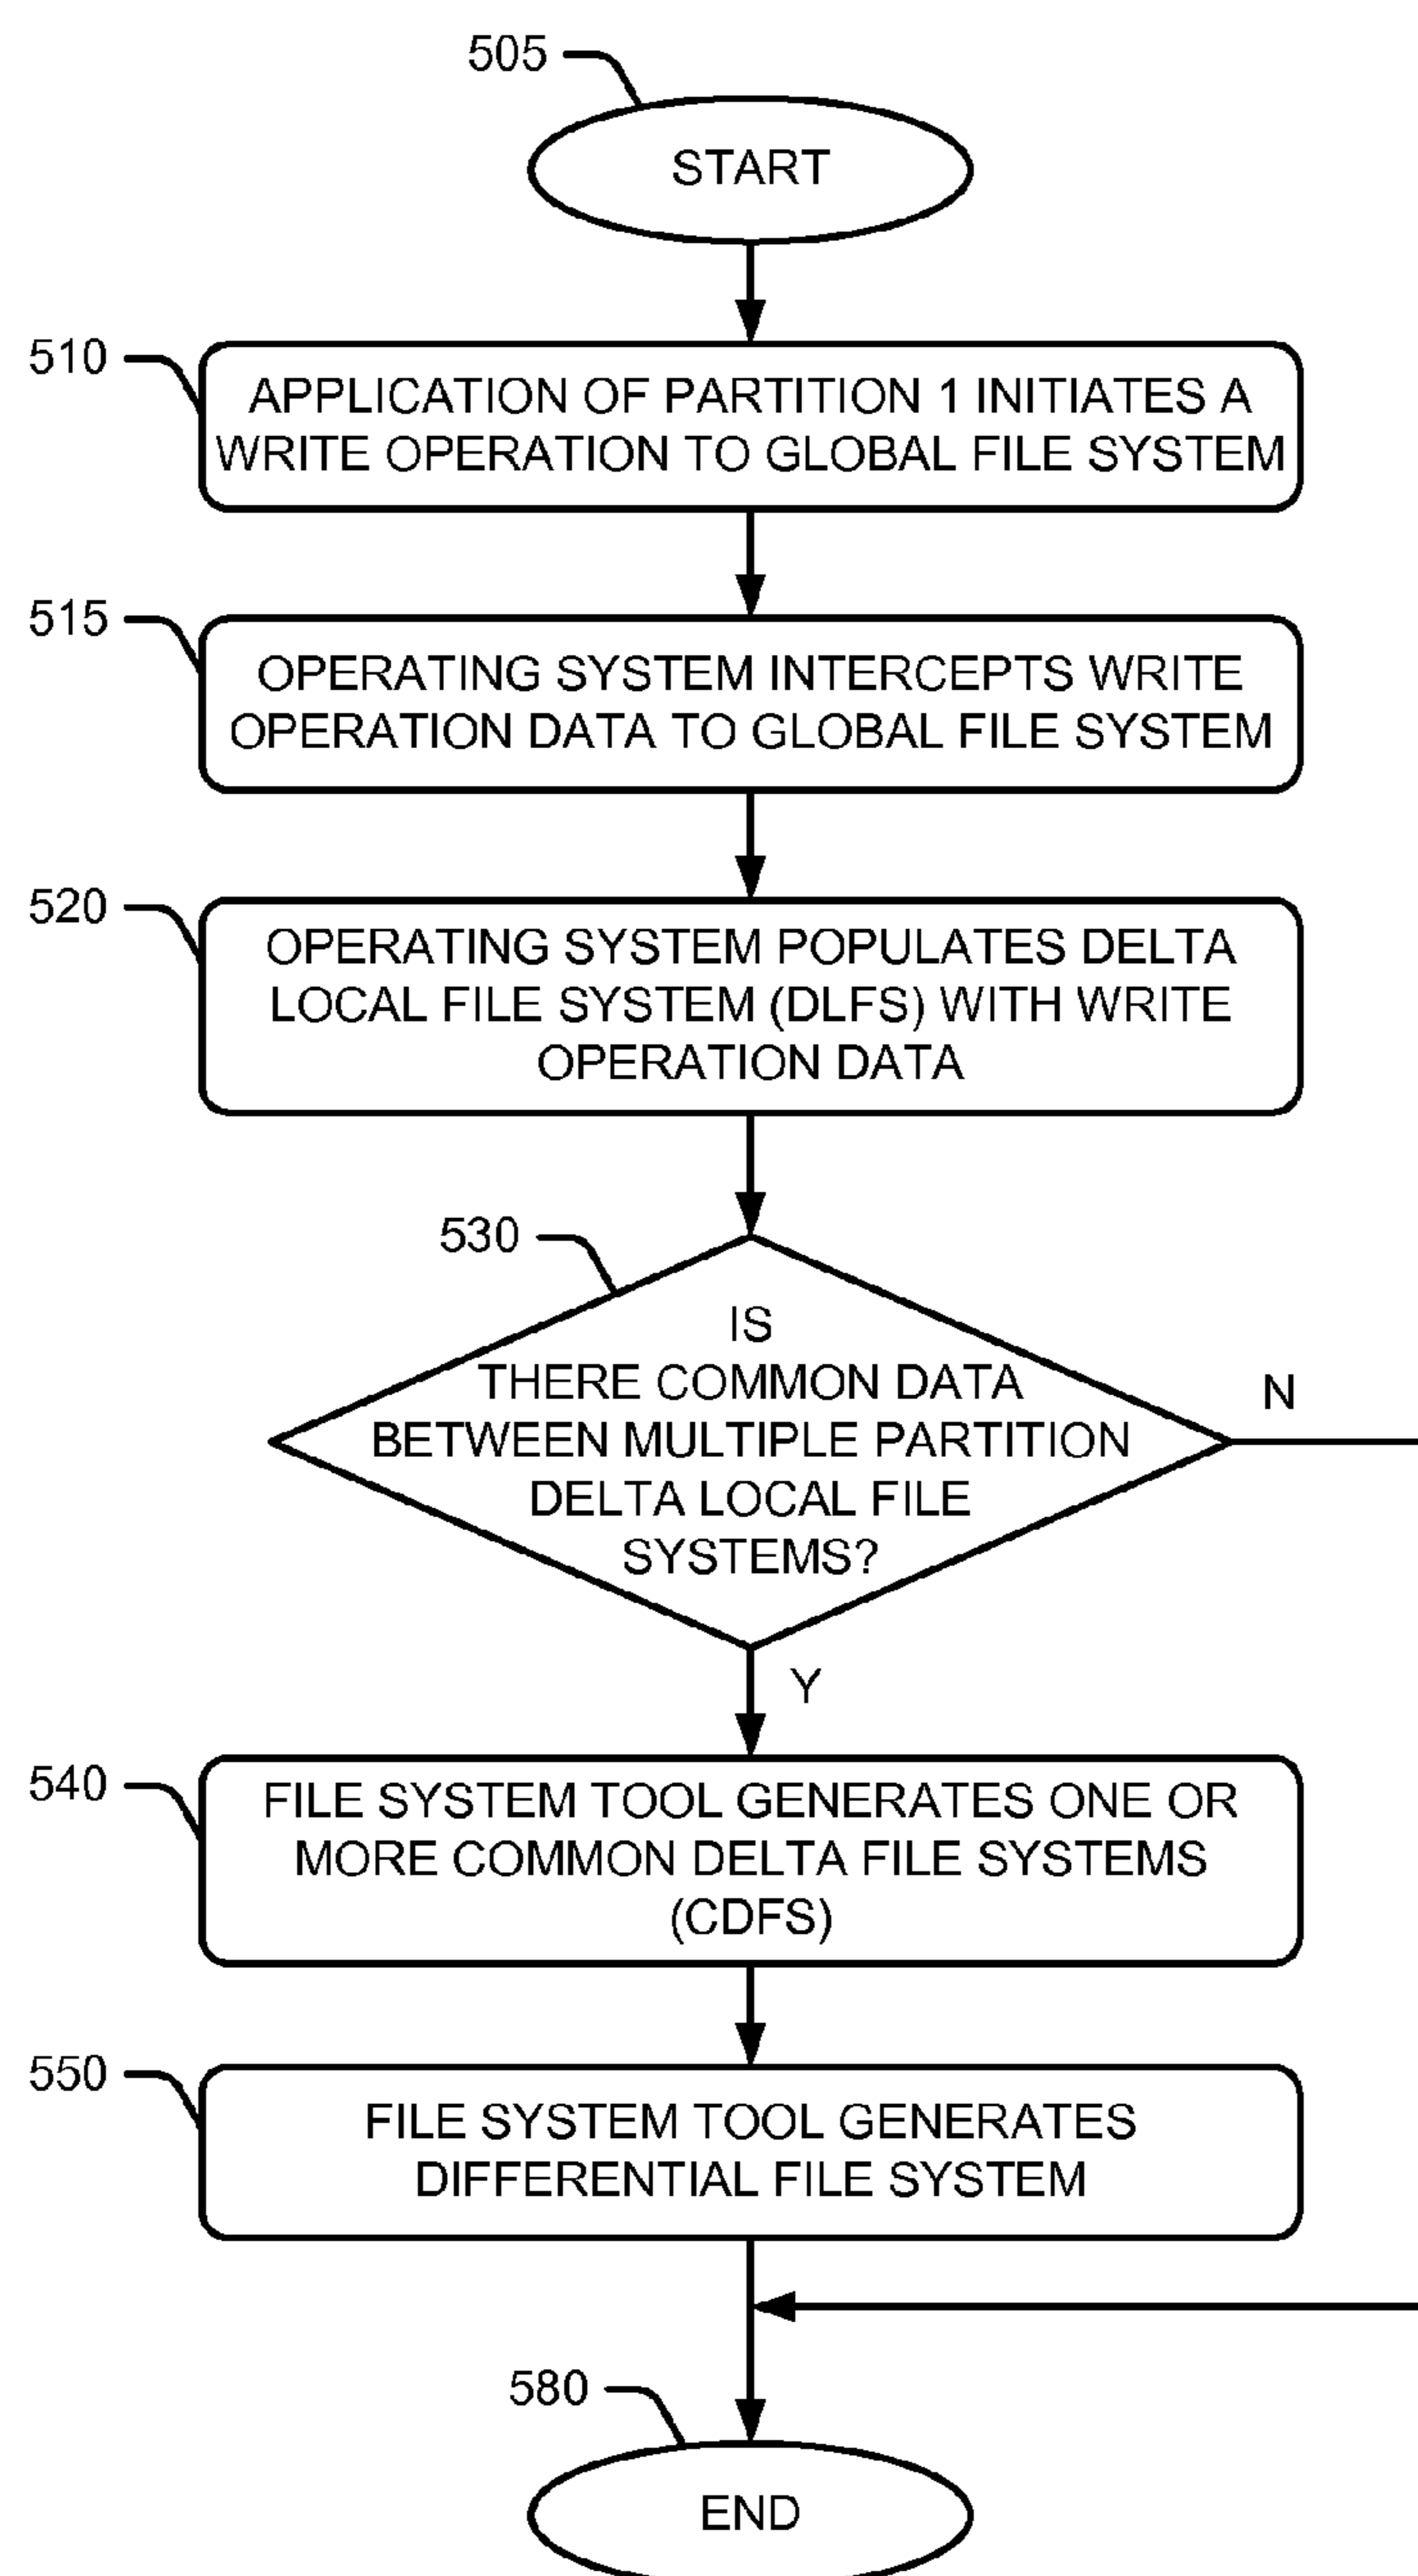 505
START
510
APPLICATION OF PARTITION 1 INITIATES A
WRITE OPERATION TO GLOBAL FILE SYSTEM
515
OPERATING SYSTEM INTERCEPTS WRITE
OPERATION DATA TO GLOBAL FILE SYSTEM
520
OPERATING SYSTEM POPULATES DELTA
LOCAL FILE SYSTEM (DLFS) WITH WRITE
OPERATION DATA
530
IS
THERE COMMON DATA
BETWEEN MULTIPLE PARTITION
DELTA LOCAL FILE
SYSTEMS?
N
Y
540
FILE SYSTEM TOOL GENERATES ONE OR
MORE COMMON DELTA FILE SYSTEMS
(CDFS)
550
FILE SYSTEM TOOL GENERATES
DIFFERENTIAL FILE SYSTEM
580
END